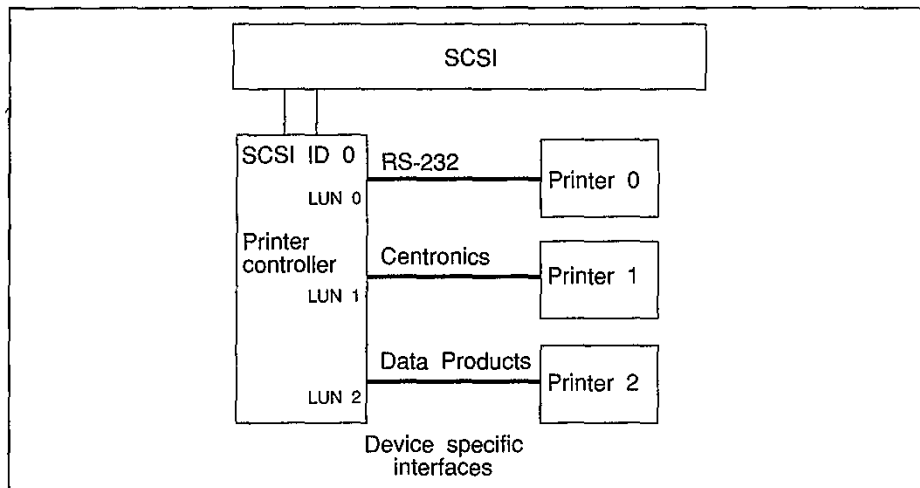 SCSI
SCSI ID 0
RS-232
Printer 0
LUN 0
Printer
controller
Centronics
Printer 1
LUN 1
Data Products
Printer 2
LUN 2
Device specific
interfaces